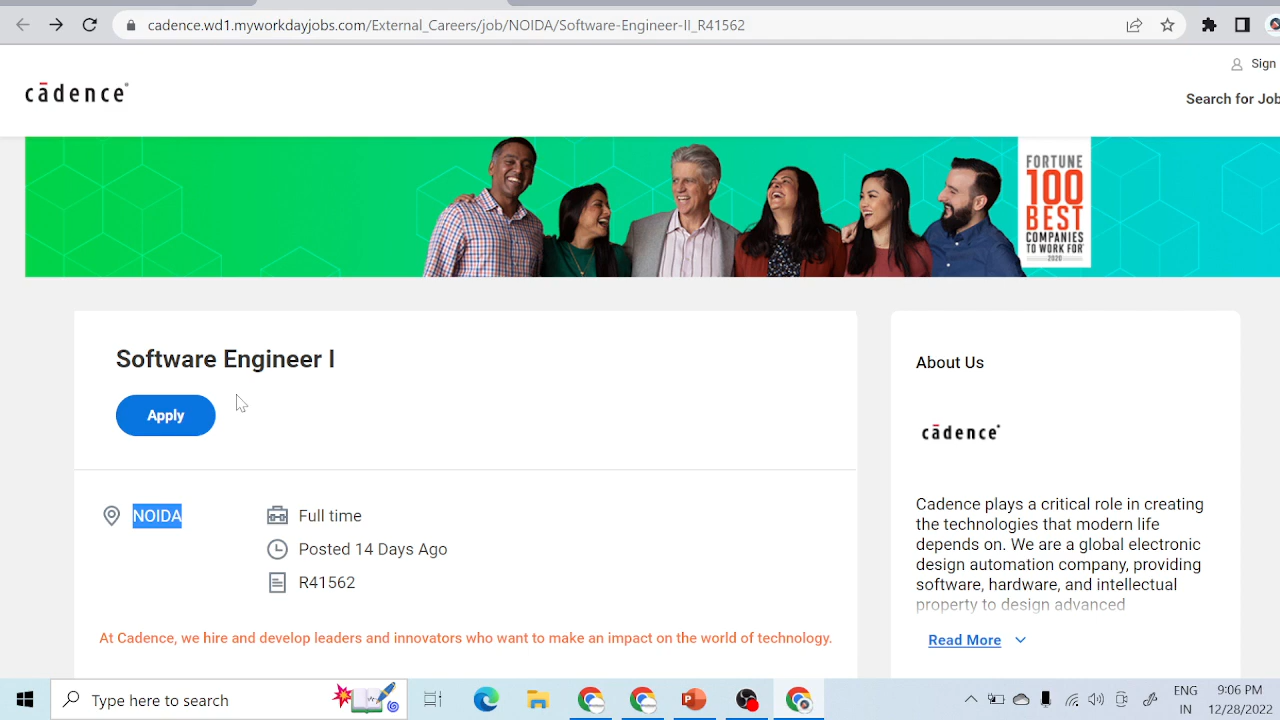 cadence.wd1.myworkdayjobs.com/External_Careers/job/NOIDA/Software-Engineer-II_R41562
Sign
cādence®
Search for Job
FORTUNE
100
BEST
COMPANIES
TO WORK FOR®
2020
Software Engineer I
Apply
About Us
cādence®
NOIDA
Full time
Posted 14 Days Ago
R41562
Cadence plays a critical role in creating
the technologies that modern life
depends on. We are a global electronic
design automation company, providing
software, hardware, and intellectual
property to design advanced
Read More
At Cadence, we hire and develop leaders and innovators who want to make an impact on the world of technology.
Type here to search
ENG
IN
9:06 PM
12/28/2022